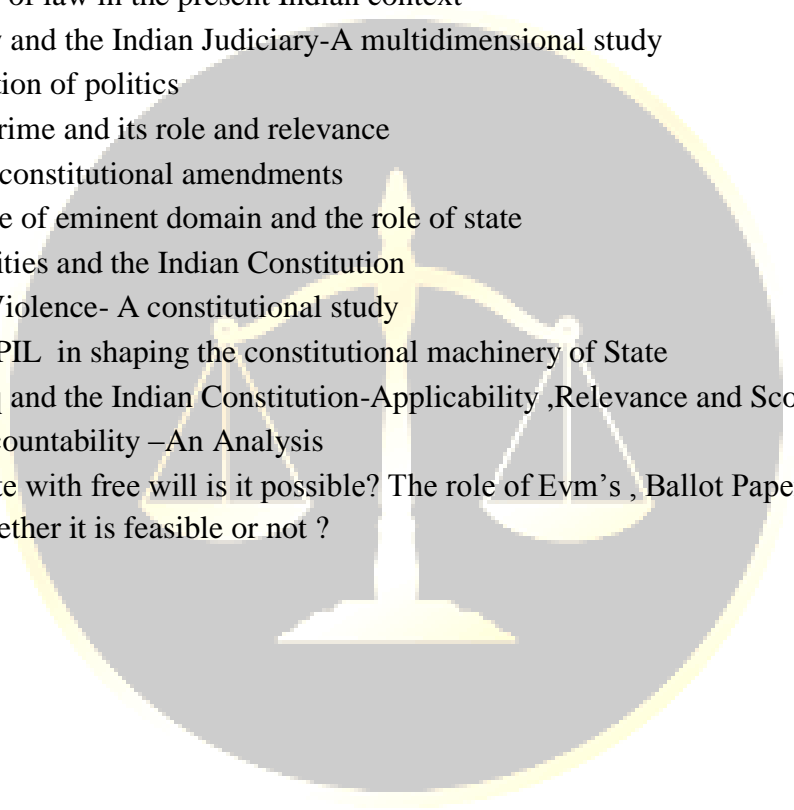 of law in the present Indian context
and the Indian Judiciary-A multidimensional study
tion of politics
rime and its role and relevance
constitutional amendments
e of eminent domain and the role of state
ities and the Indian Constitution
Violence- A constitutional study
PIL in shaping the constitutional machinery of State
and the Indian Constitution-Applicability ,Relevance and Sco
countability –An Analysis
te with free will is it possible? The role of Evm’s , Ballot Pape
ether it is feasible or not ?